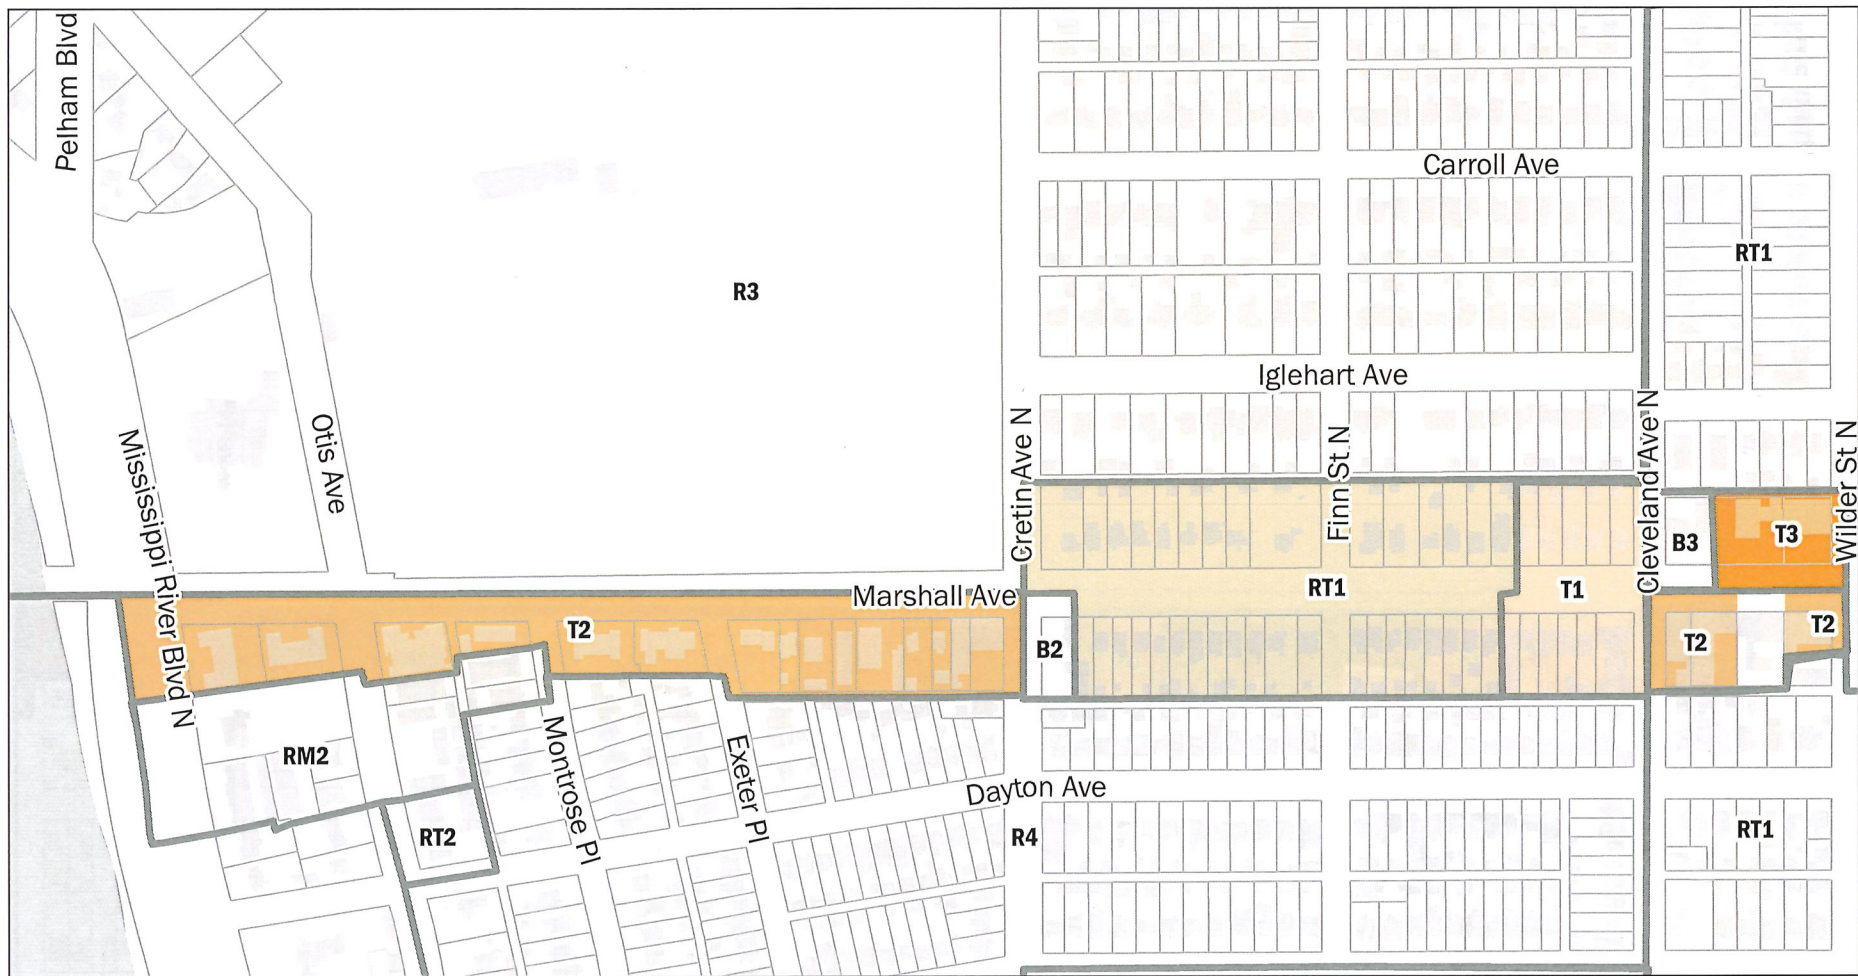 Pelham Blvd
Carroll Ave
RT1
R3
Iglehart Ave
Mississippi River Blvd N
Otis Ave
Cretin Ave N
Finn St N
Cleveland Ave N
Wilder St N
B3
T3
Marshall Ave
RT1
T1
T2
B2
T2
T2
RM2
Montrose Pl
Exeter Pl
Dayton Ave
RT2
R4
RT1